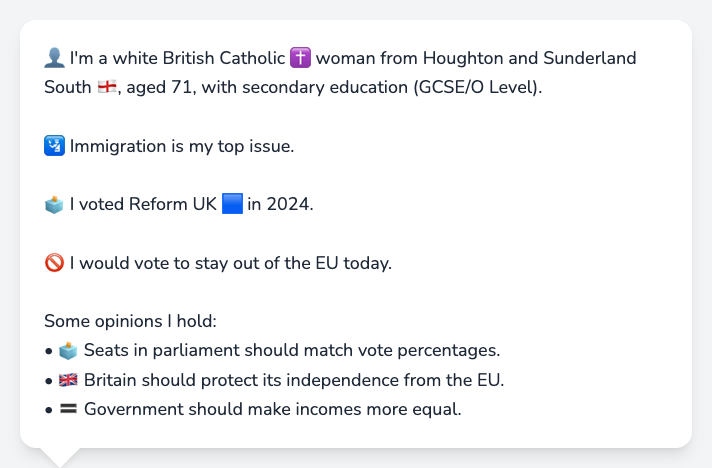 👤 I'm a white British Catholic ✝️ woman from Houghton and Sunderland
South 🏴󠁧󠁢󠁥󠁮󠁧󠁿, aged 71, with secondary education (GCSE/O Level).
🛂 Immigration is my top issue.
🗳️ I voted Reform UK 🟦 in 2024.
🚫 I would vote to stay out of the EU today.
Some opinions I hold:
• 🗳️ Seats in parliament should match vote percentages.
• 🇬🇧 Britain should protect its independence from the EU.
• 🟰 Government should make incomes more equal.